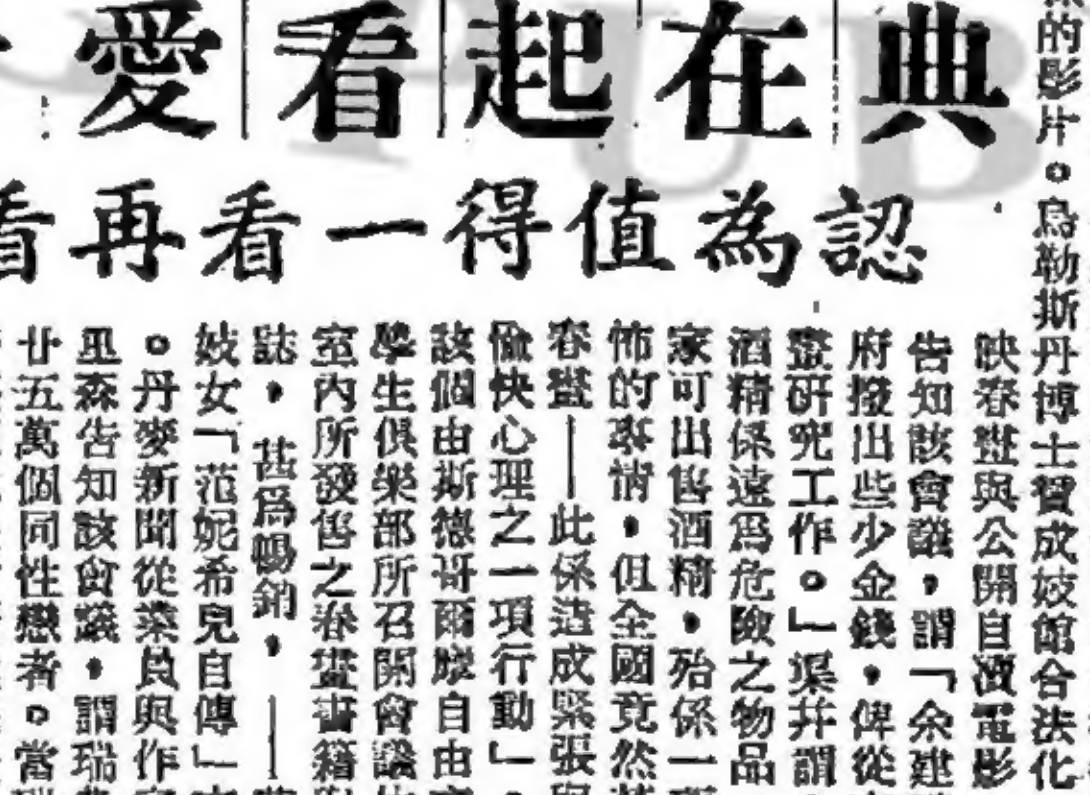 典在起看愛
認為值得一看再看
的影片。烏勒斯丹博士贊成妓館合法化
映春畫與公開自瀆電影
告知該會議，謂「余建
府撥出些少金錢，俾從
畫研究工作。」渠幷謂
酒精係遠爲危險之物品
家可出售酒精，殆係一
怖的事情，但全國竟然
春畫——此係造成緊張與
愉快心理之一項行動」。
該個由斯德哥爾摩自由
學生俱樂部所召開會議
室內所發售之春畫書籍
誌，甚爲暢銷，——
妓女「范妮希兒自傳」
。丹麥新聞從業員與作
里森告知該會議，謂瑞
廿五萬個同性戀者。當